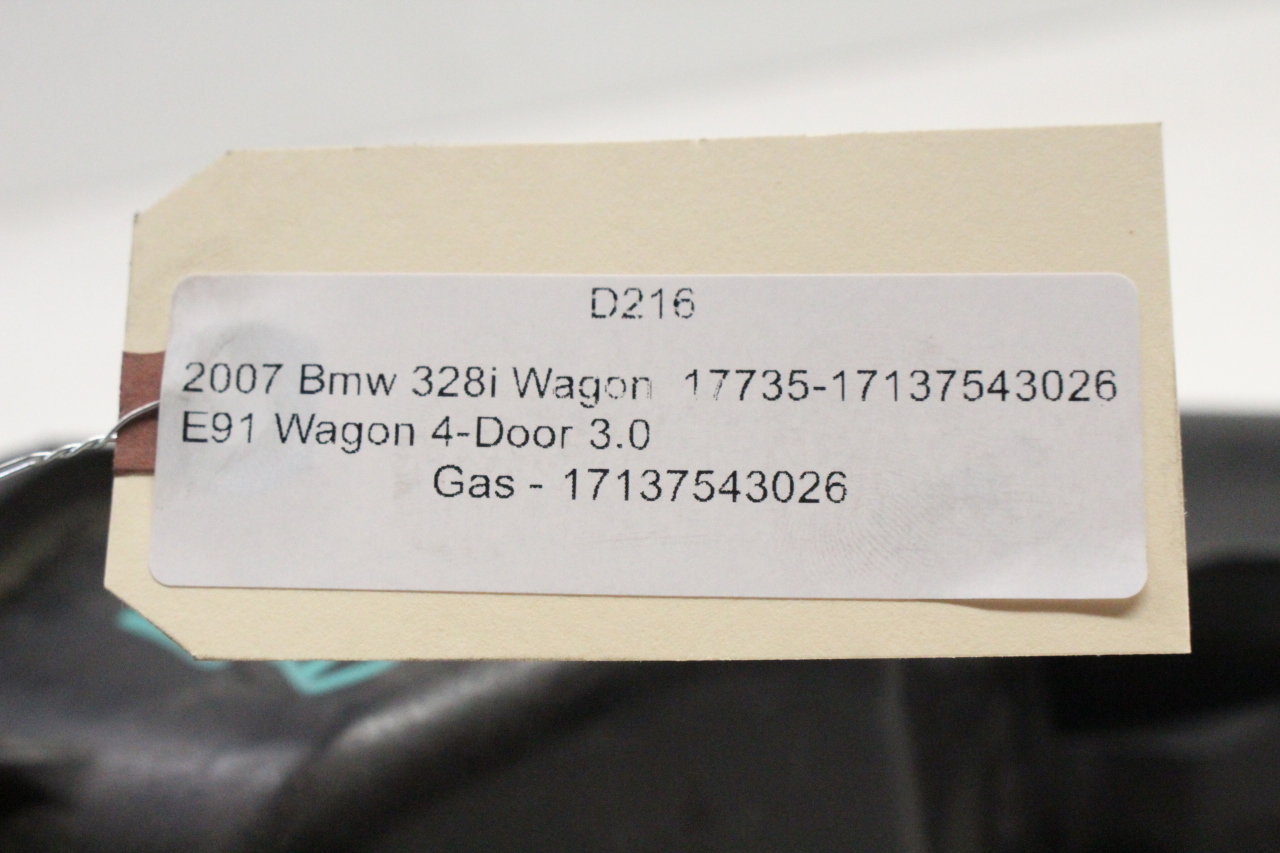 D216
2007 Bmw 328i Wagon 17735-17137543026
E91 Wagon 4-Door 3.0
Gas - 17137543026